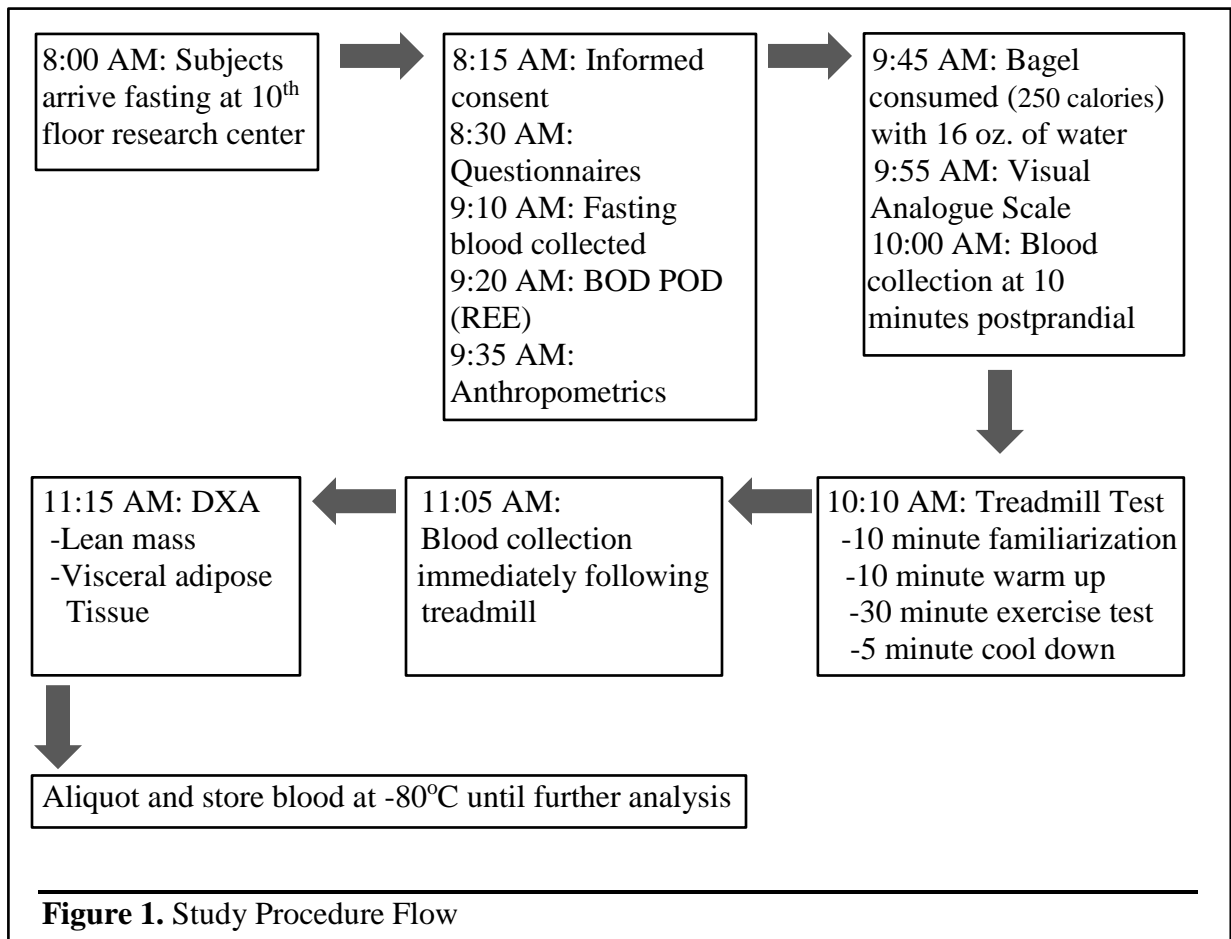 8:00 AM: Subjects
arrive fasting at 10th
floor research center
8:15 AM: Informed
consent
8:30 AM:
Questionnaires
9:10 AM: Fasting
blood collected
9:20 AM: BOD POD
(REE)
9:35 AM:
Anthropometrics
9:45 AM: Bagel
consumed (250 calories)
with 16 oz. of water
9:55 AM: Visual
Analogue Scale
10:00 AM: Blood
collection at 10
minutes postprandial
10:10 AM: Treadmill Test
-10 minute familiarization
-10 minute warm up
-30 minute exercise test
-5 minute cool down
11:05 AM:
Blood collection
immediately following
treadmill
11:15 AM: DXA
-Lean mass
-Visceral adipose
Tissue
Aliquot and store blood at -80°C until further analysis
Figure 1. Study Procedure Flow